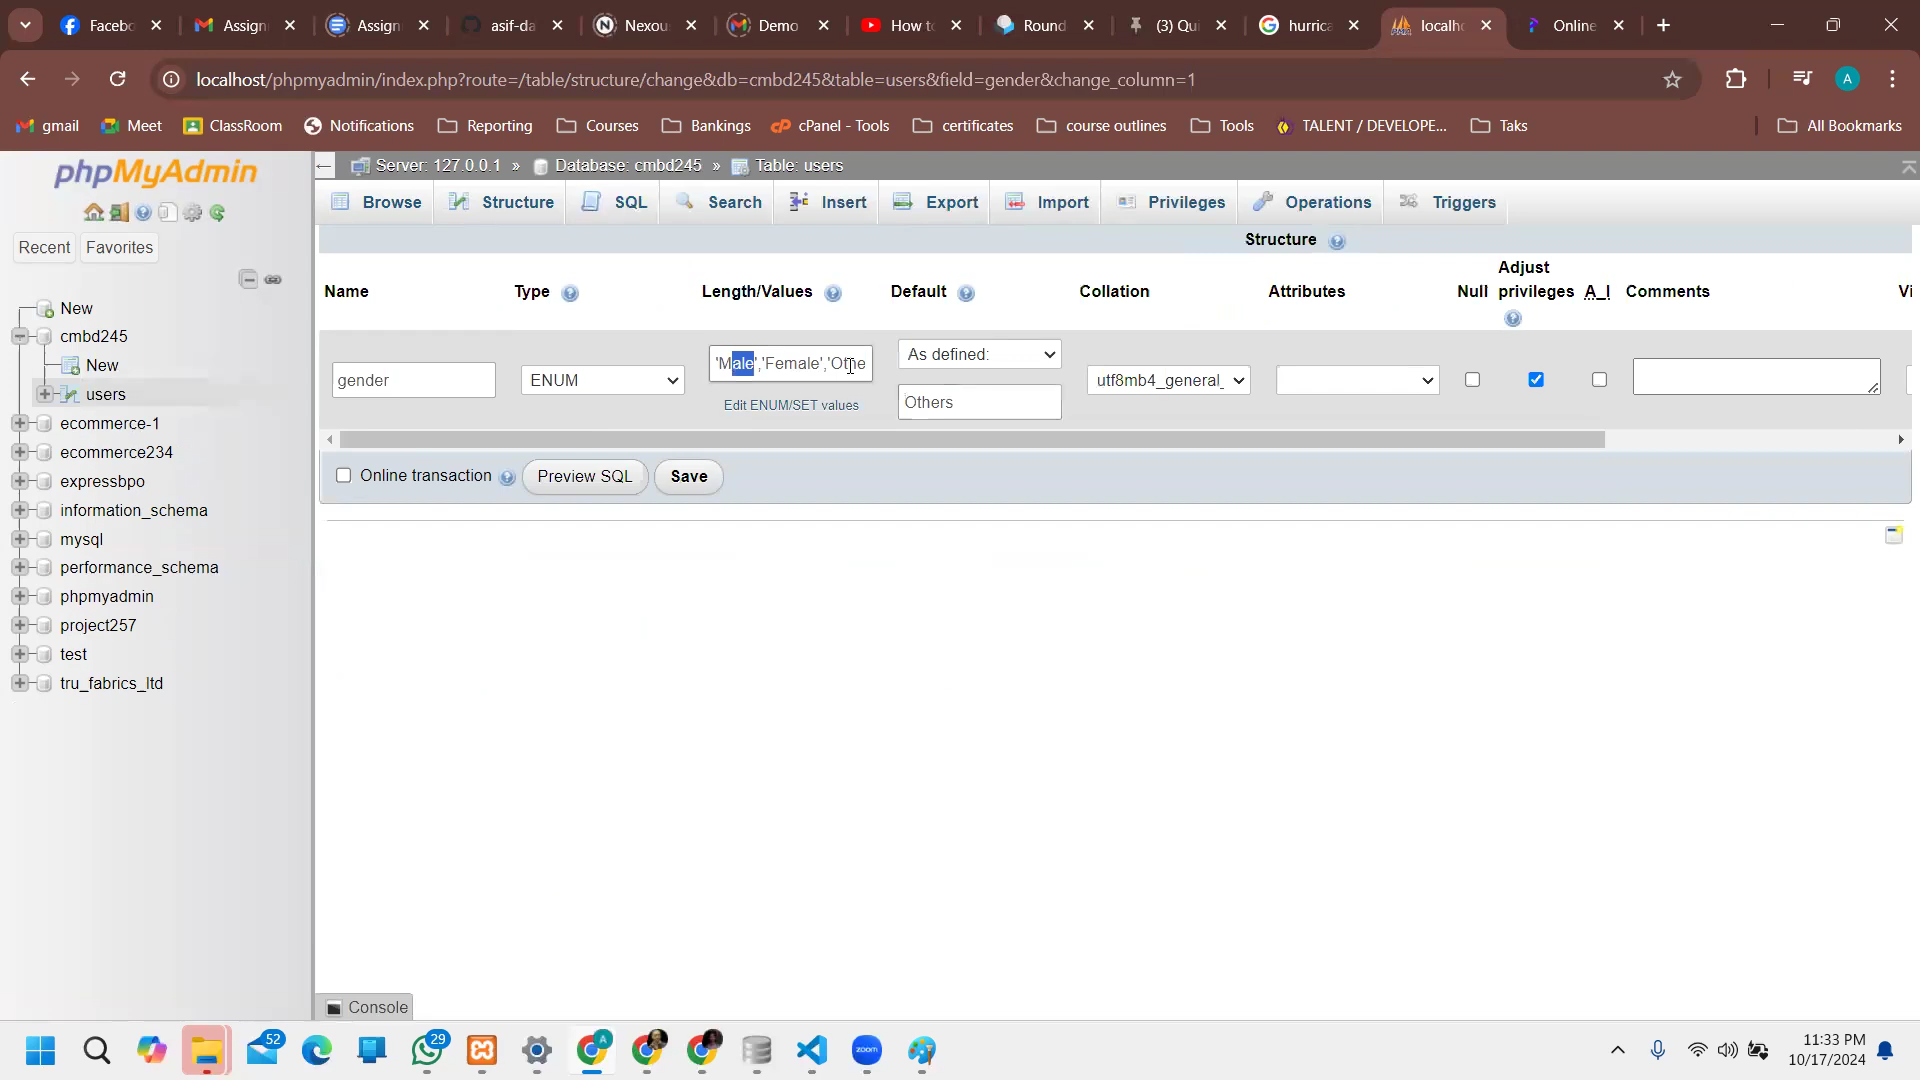 Facebo
Assign
Assign
asif-da
Nexou
Demo
How to
Round
(3) Qu
hurrica
localho
Online
localhost/phpmyadmin/index.php?route=/table/structure/change&db=cmbd245&table=users&field=gender&change_column=1
A
gmail
Meet
ClassRoom
Notifications
Reporting
Courses
Bankings
cPanel - Tools
certificates
course outlines
Tools
TALENT / DEVELOPE...
Taks
All Bookmarks
phpMyAdmin
Recent
Favorites
New
cmbd245
New
users
ecommerce-1
ecommerce234
expressbpo
information_schema
mysql
performance_schema
phpmyadmin
project257
test
tru_fabrics_ltd
Server: 127.0.0.1 » Database: cmbd245 » Table: users
Browse
Structure
SQL
Search
Insert
Export
Import
Privileges
Operations
Triggers
Structure
Name
Type
Length/Values
Default
Collation
Attributes
Null
Adjust privileges
A_I
Comments
Vi
gender
ENUM
'Male','Female','Othe
Edit ENUM/SET values
As defined:
Others
utf8mb4_general_
Online transaction
Preview SQL
Save
Console
52
29
A
zoom
11:33 PM
10/17/2024